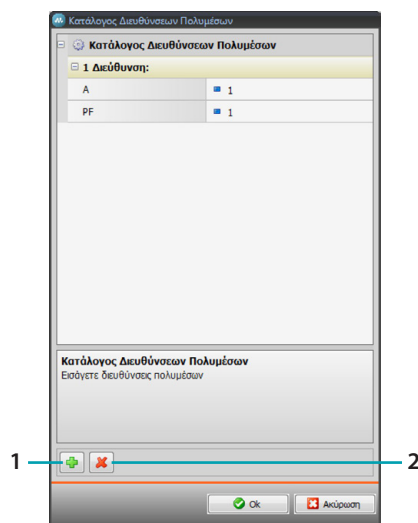 Κατάλογος Διευθύνσεων Πολυμέσων
Κατάλογος Διευθύνσεων Πολυμέσων
1 Διεύθυνση:
A 1
PF 1
Κατάλογος Διευθύνσεων Πολυμέσων
Εισάγετε διευθύνσεις πολυμέσων
1 2
Ok Ακύρωση